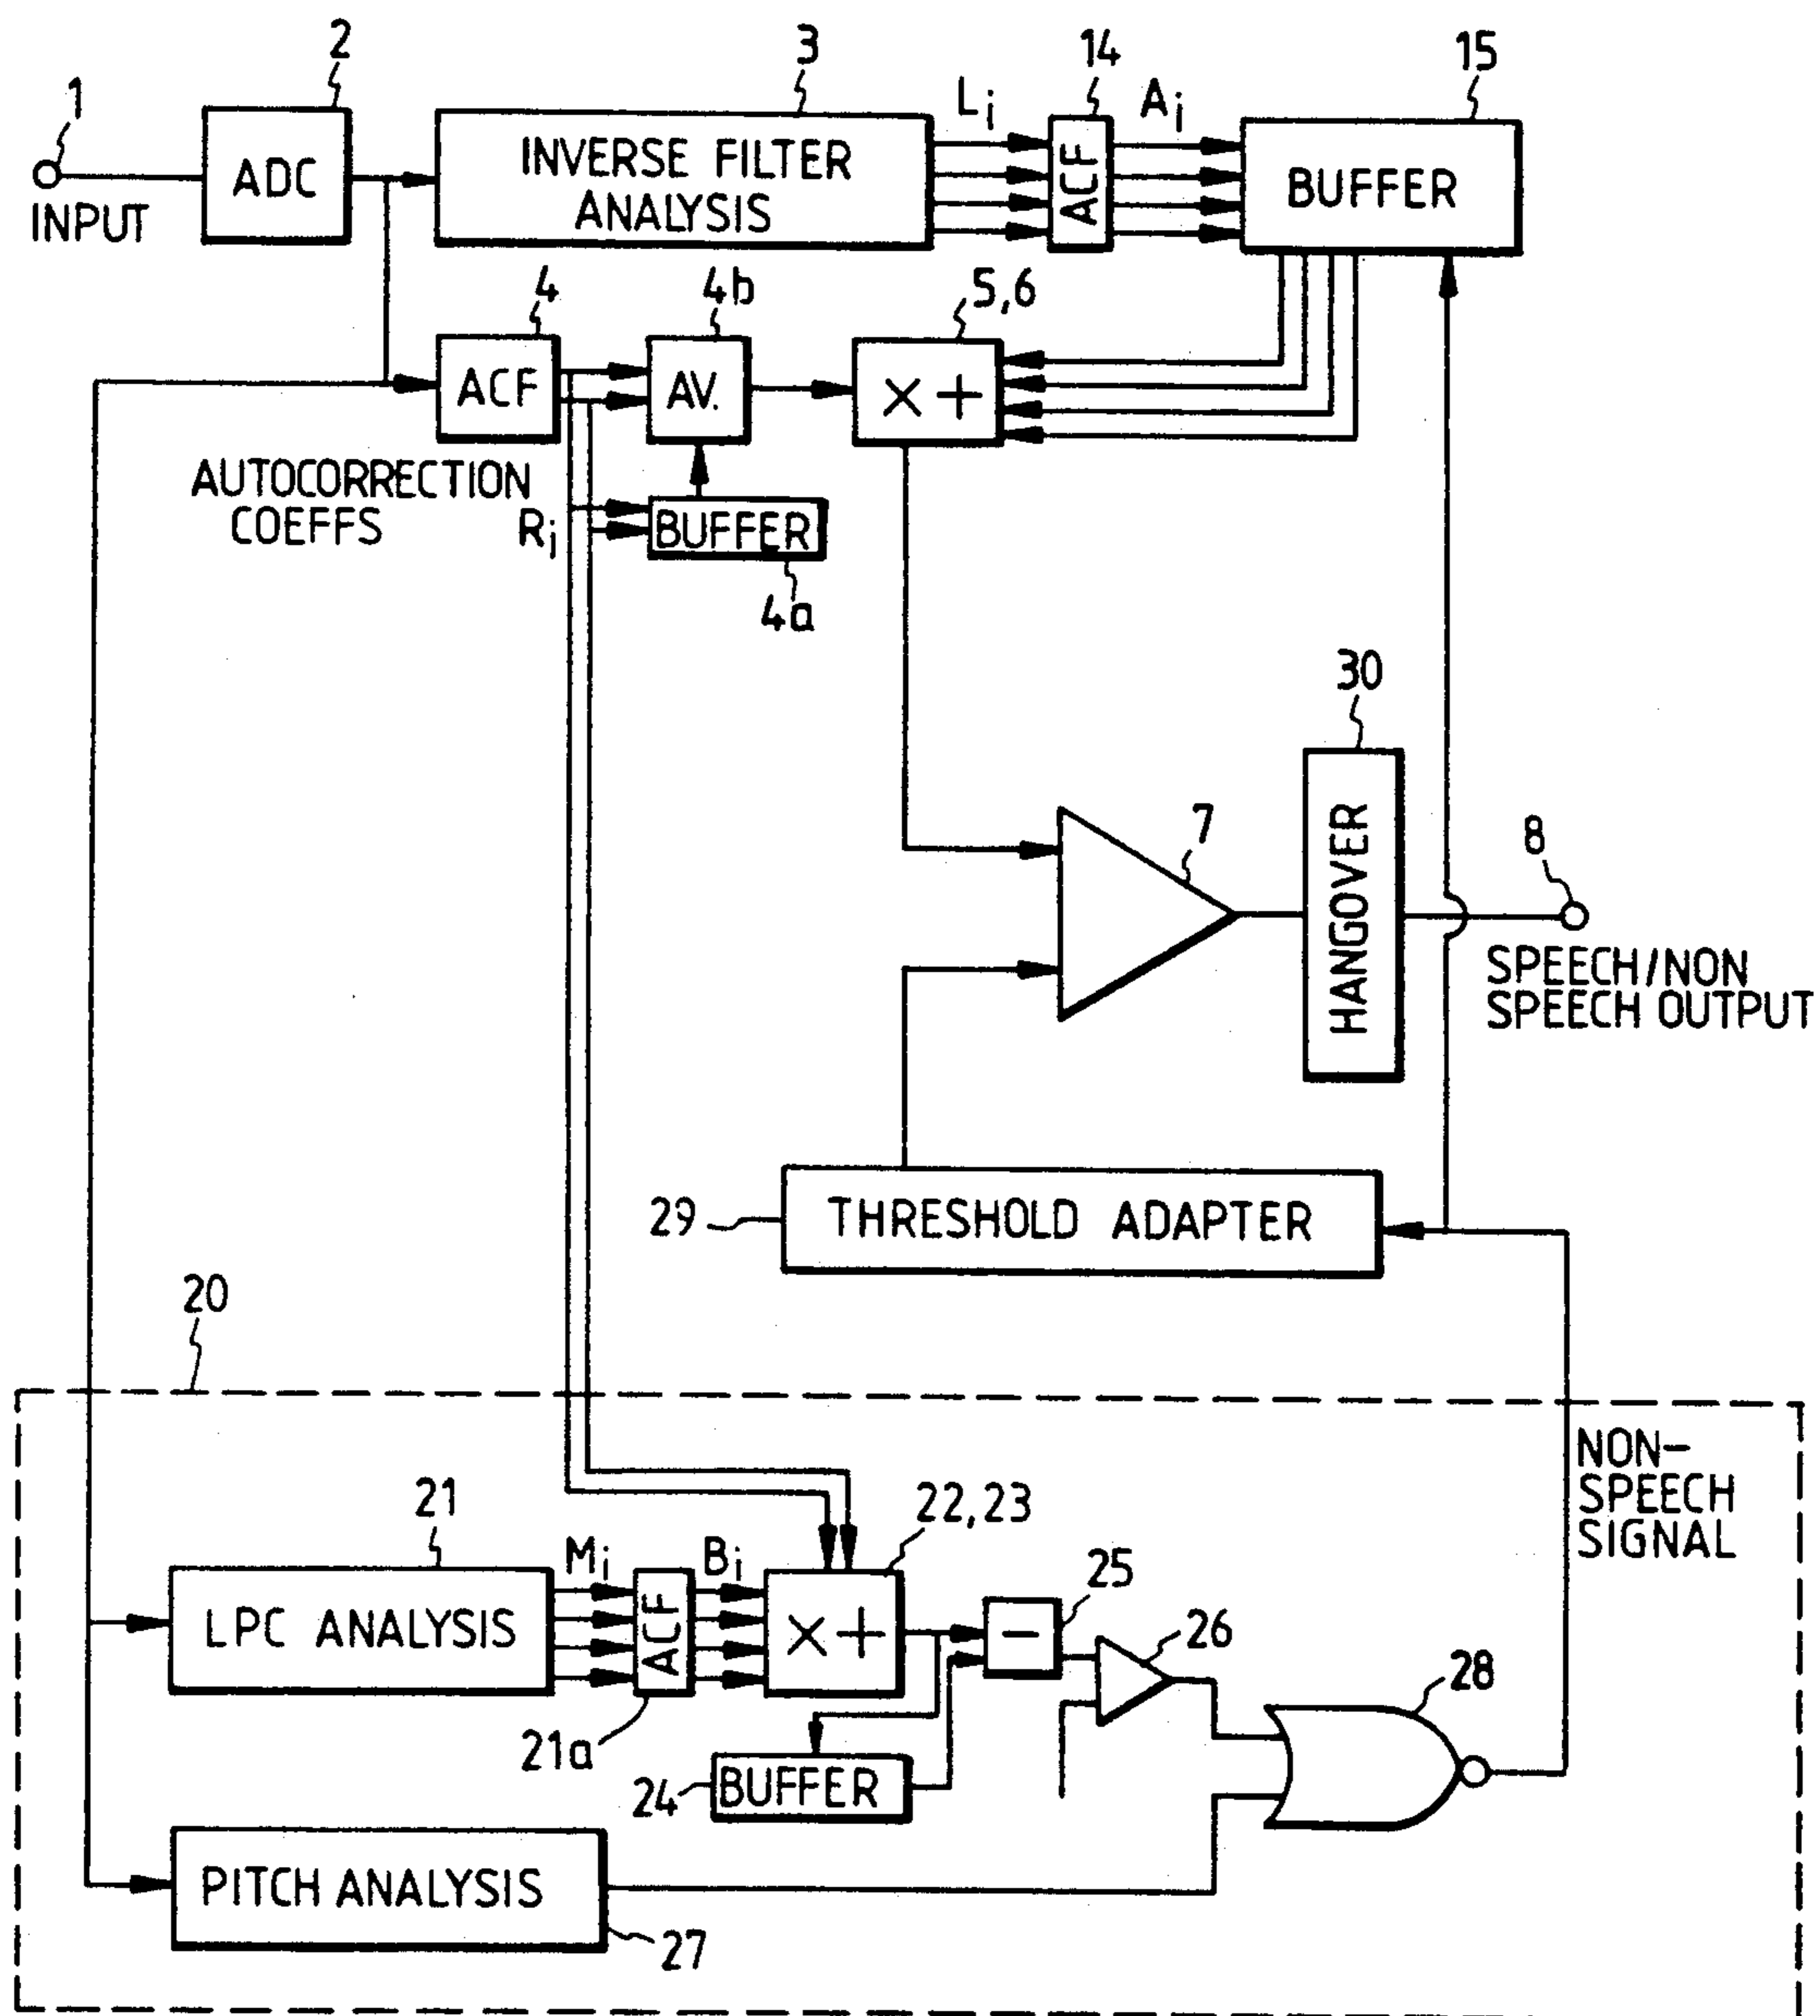 1
INPUT
2
ADC
3
INVERSE FILTER
ANALYSIS
Li
14
ACF
Ai
15
BUFFER
4
ACF
4b
AV.
5,6
× +
AUTOCORRECTION
COEFFS
Ri
BUFFER
4a
30
7
HANGOVER
8
SPEECH/NON
SPEECH OUTPUT
29
THRESHOLD ADAPTER
20
NON-
SPEECH
SIGNAL
21
LPC ANALYSIS
Mi
ACF
21a
Bi
22,23
×+
25
−
26
28
24
BUFFER
PITCH ANALYSIS
27